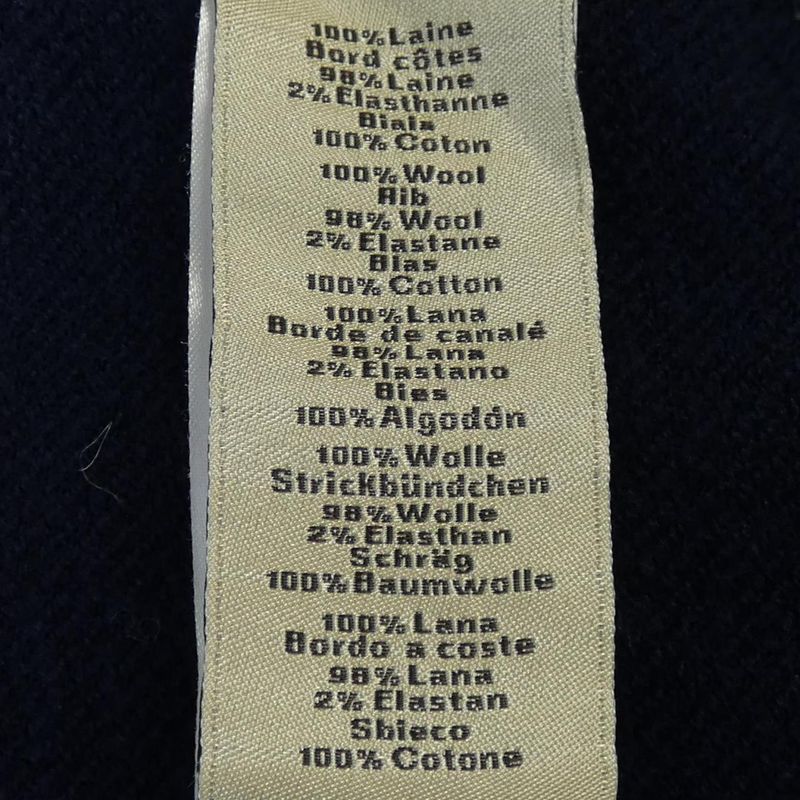 100% Laine
Bord côtes
98% Laine
2% Elasthanne
Biais
100% Coton
100% Wool
Rib
98% Wool
2% Elastane
Bias
100% Cotton
100% Lana
Borde de canalé
98% Lana
2% Elastano
Bies
100% Algodón
100% Wolle
Strickbündchen
98% Wolle
2% Elasthan
Schräg
100% Baumwolle
100% Lana
Bordo a coste
98% Lana
2% Elastan
Sbieco
100% Cotone